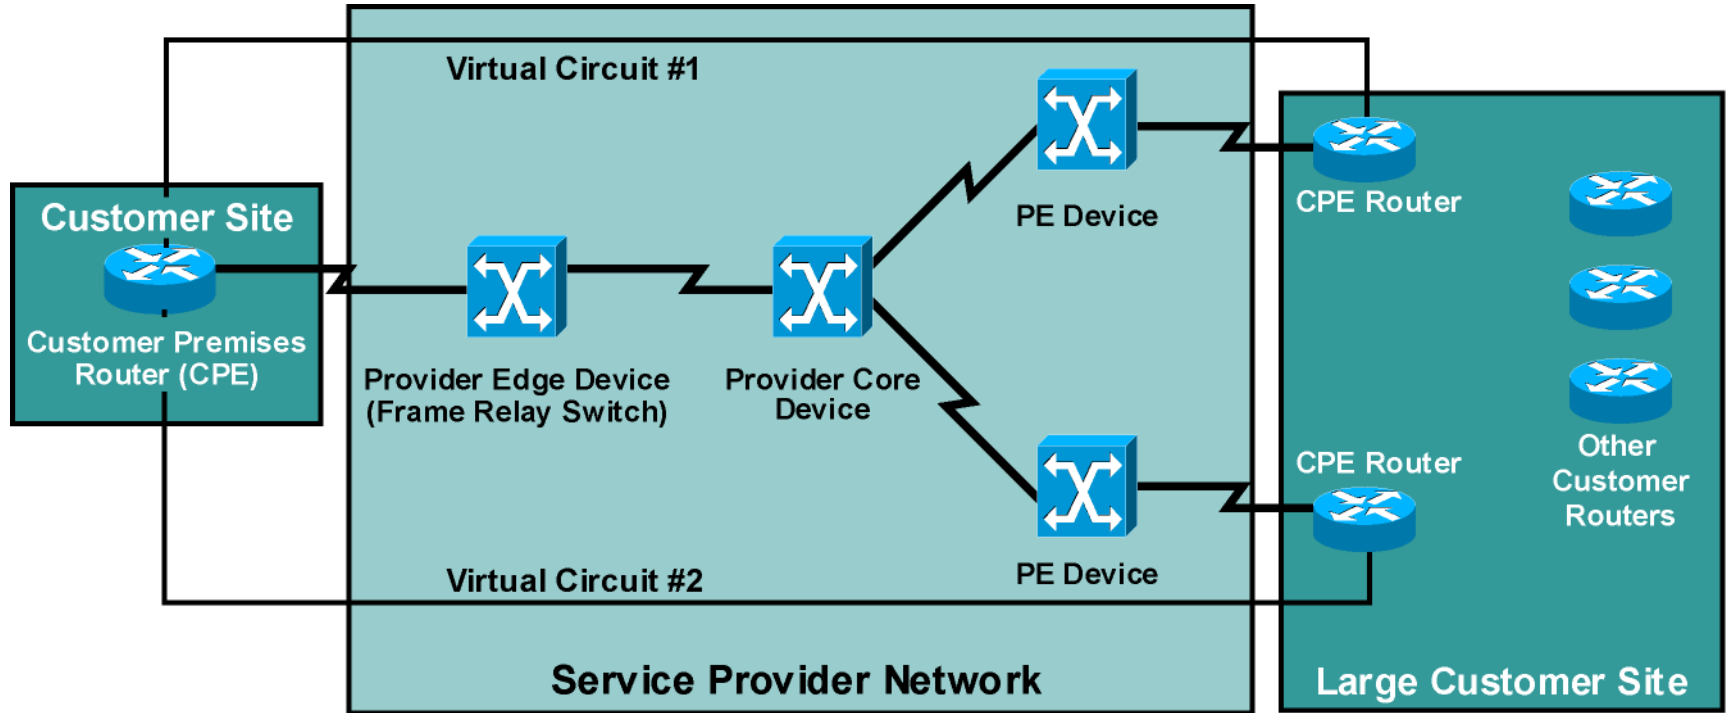 Virtual Circuit #1
Customer Site
Customer Premises
Router (CPE)
Provider Edge Device
(Frame Relay Switch)
Provider Core
Device
PE Device
CPE Router
Other
Customer
Routers
CPE Router
PE Device
Virtual Circuit #2
Service Provider Network
Large Customer Site